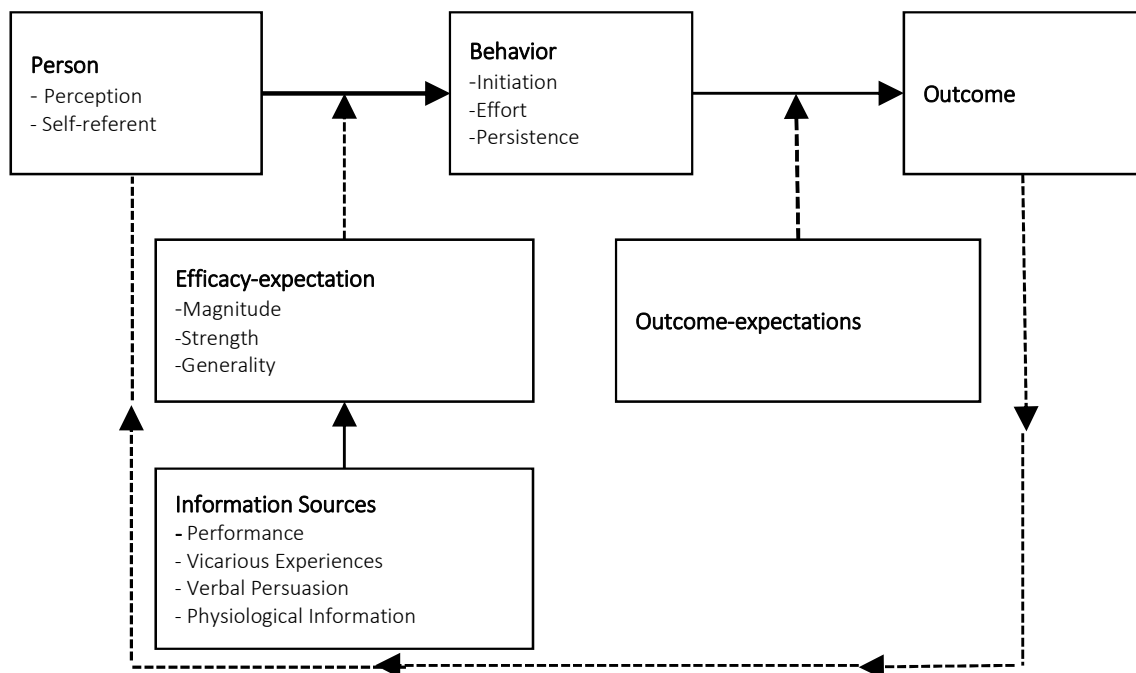 Person
- Perception
- Self-referent
Behavior
-Initiation
-Effort
-Persistence
Outcome
Efficacy-expectation
-Magnitude
-Strength
-Generality
Outcome-expectations
Information Sources
- Performance
- Vicarious Experiences
- Verbal Persuasion
- Physiological Information